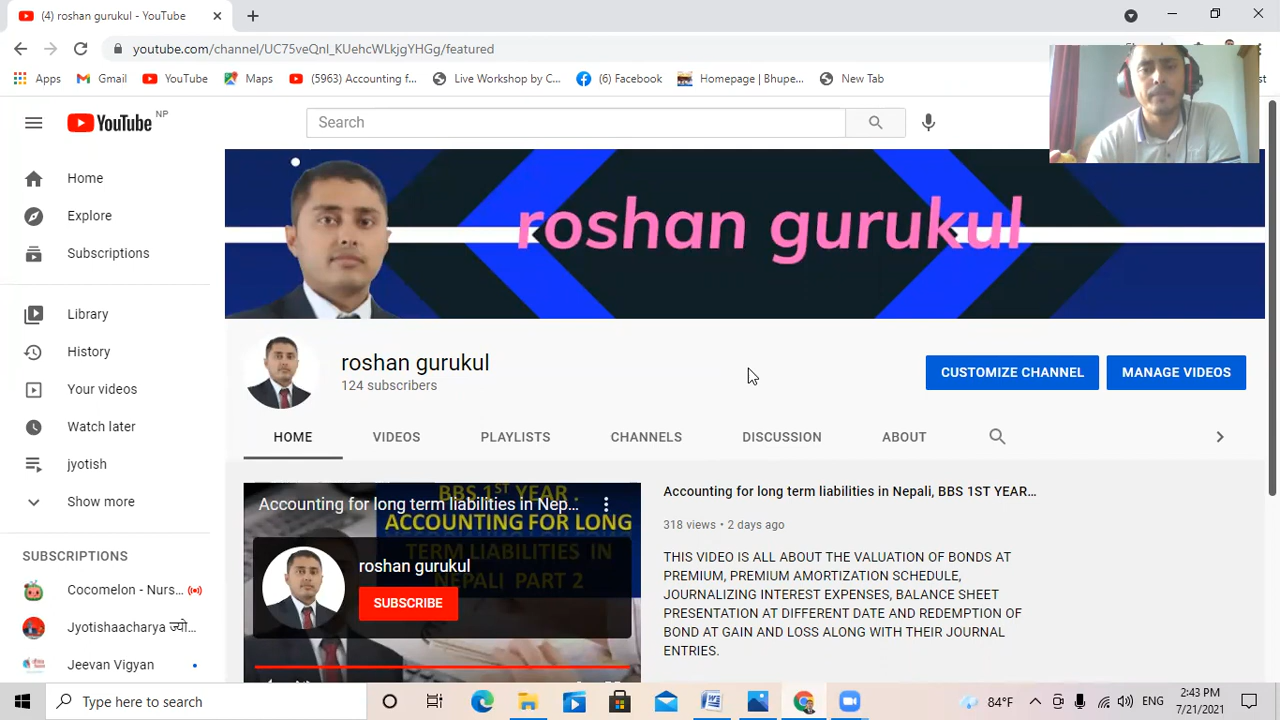 (4) roshan gurukul - YouTube
youtube.com/channel/UC75veQnI_KUehcWLkjgYHGg/featured
Apps
Gmail
YouTube
Maps
(5963) Accounting f...
Live Workshop by C...
(6) Facebook
Homepage | Bhupe...
New Tab
YouTube NP
Search
Home
Explore
Subscriptions
Library
History
Your videos
Watch later
jyotish
Show more
SUBSCRIPTIONS
Cocomelon - Nurs...
Jyotishaacharya ज्यो...
Jeevan Vigyan
roshan gurukul
roshan gurukul
124 subscribers
CUSTOMIZE CHANNEL
MANAGE VIDEOS
HOME
VIDEOS
PLAYLISTS
CHANNELS
DISCUSSION
ABOUT
BBS 1ST YEAR .
Accounting for long term liabilities in Nep...
ACCOUNTING FOR LONG
TERM LIABILITIES IN
NEPALI PART 2
roshan gurukul
SUBSCRIBE
Accounting for long term liabilities in Nepali, BBS 1ST YEAR...
318 views • 2 days ago
THIS VIDEO IS ALL ABOUT THE VALUATION OF BONDS AT
PREMIUM, PREMIUM AMORTIZATION SCHEDULE,
JOURNALIZING INTEREST EXPENSES, BALANCE SHEET
PRESENTATION AT DIFFERENT DATE AND REDEMPTION OF
BOND AT GAIN AND LOSS ALONG WITH THEIR JOURNAL
ENTRIES.
Type here to search
84°F
ENG
2:43 PM
7/21/2021